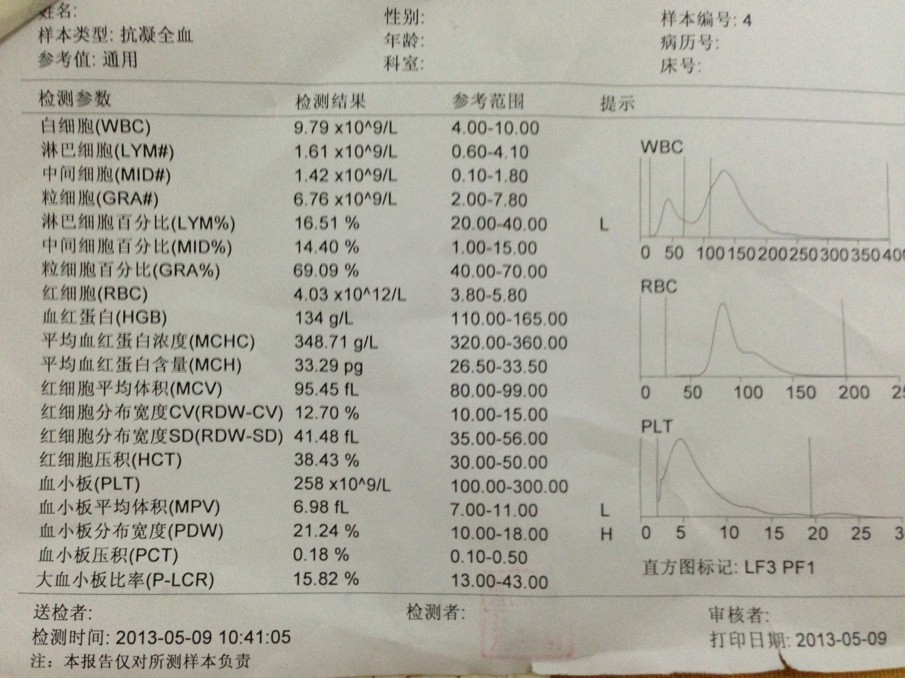 姓名: 性别: 样本编号: 4
样本类型: 抗凝全血 年龄: 病历号:
参考值: 通用 科室: 床号:
检测参数 检测结果 参考范围 提示
白细胞(WBC) 9.79 x10^9/L 4.00-10.00
淋巴细胞(LYM#) 1.61 x10^9/L 0.60-4.10
中间细胞(MID#) 1.42 x10^9/L 0.10-1.80
粒细胞(GRA#) 6.76 x10^9/L 2.00-7.80
淋巴细胞百分比(LYM%) 16.51 % 20.00-40.00 L
中间细胞百分比(MID%) 14.40 % 1.00-15.00
粒细胞百分比(GRA%) 69.09 % 40.00-70.00
红细胞(RBC) 4.03 x10^12/L 3.80-5.80
血红蛋白(HGB) 134 g/L 110.00-165.00
平均血红蛋白浓度(MCHC) 348.71 g/L 320.00-360.00
平均血红蛋白含量(MCH) 33.29 pg 26.50-33.50
红细胞平均体积(MCV) 95.45 fL 80.00-99.00
红细胞分布宽度CV(RDW-CV) 12.70 % 10.00-15.00
红细胞分布宽度SD(RDW-SD) 41.48 fL 35.00-56.00
红细胞压积(HCT) 38.43 % 30.00-50.00
血小板(PLT) 258 x10^9/L 100.00-300.00
血小板平均体积(MPV) 6.98 fL 7.00-11.00 L
血小板分布宽度(PDW) 21.24 % 10.00-18.00 H
血小板压积(PCT) 0.18 % 0.10-0.50
大血小板比率(P-LCR) 15.82 % 13.00-43.00
WBC
0 50 100 150 200 250 300 350 400
RBC
0 50 100 150 200
PLT
0 5 10 15 20 25
直方图标记: LF3 PF1
送检者: 检测者: 审核者:
检测时间: 2013-05-09 10:41:05 打印日期: 2013-05-09
注: 本报告仅对所测样本负责